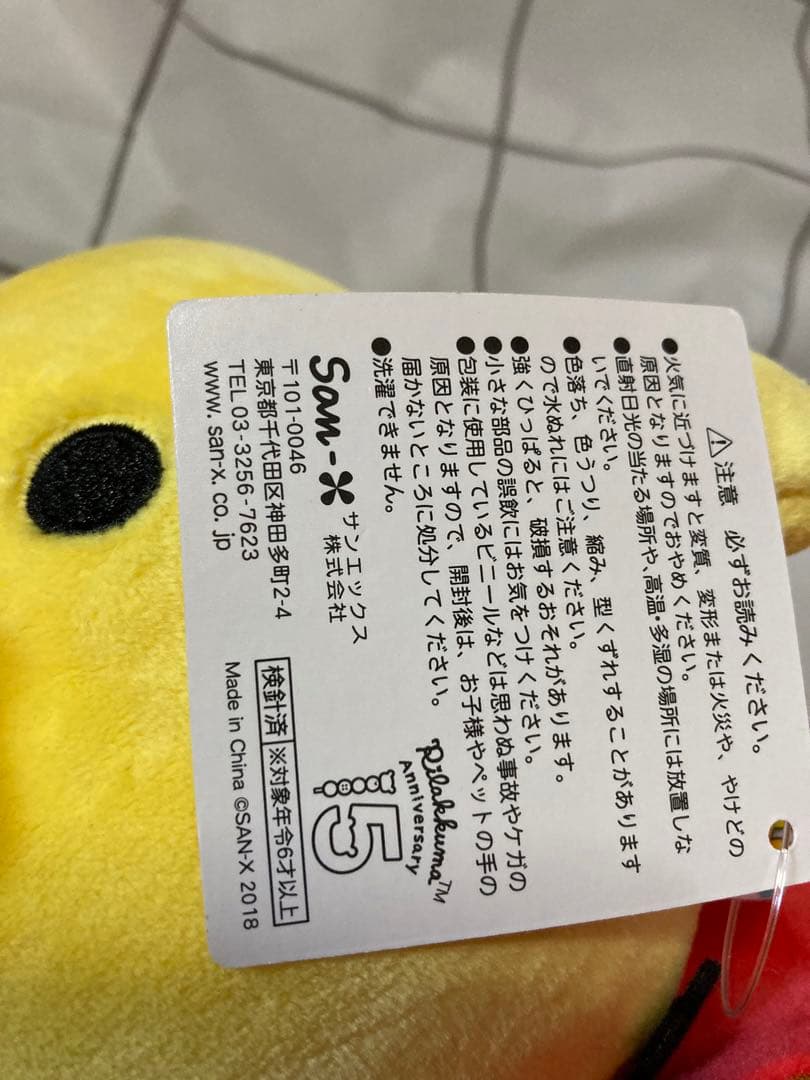 ⚠注意 必ずお読みください。
●火気に近づけますと変質、変形または火災や、やけどの
原因となりますのでおやめください。
●直射日光の当たる場所や、高温・多湿の場所には放置しな
いでください。
●色落ち、色うつり、縮み、型くずれすることがあります
ので水ぬれにはご注意ください。
●強くひっぱると、破損するおそれがあります。
●小さな部品の誤飲にはお気をつけください。
●包装に使用しているビニールなどは思わぬ事故やケガの
原因となりますので、開封後は、お子様やペットの手の
届かないところに処分してください。
●洗濯できません。
San-X サンエックス
株式会社
〒101-0046
東京都千代田区神田多町2-4
TEL 03-3256-7623
www. san-x. co. jp
Rilakkuma™
Anniversary
15
検針済 ※対象年令6才以上
Made in China ©SAN-X 2018